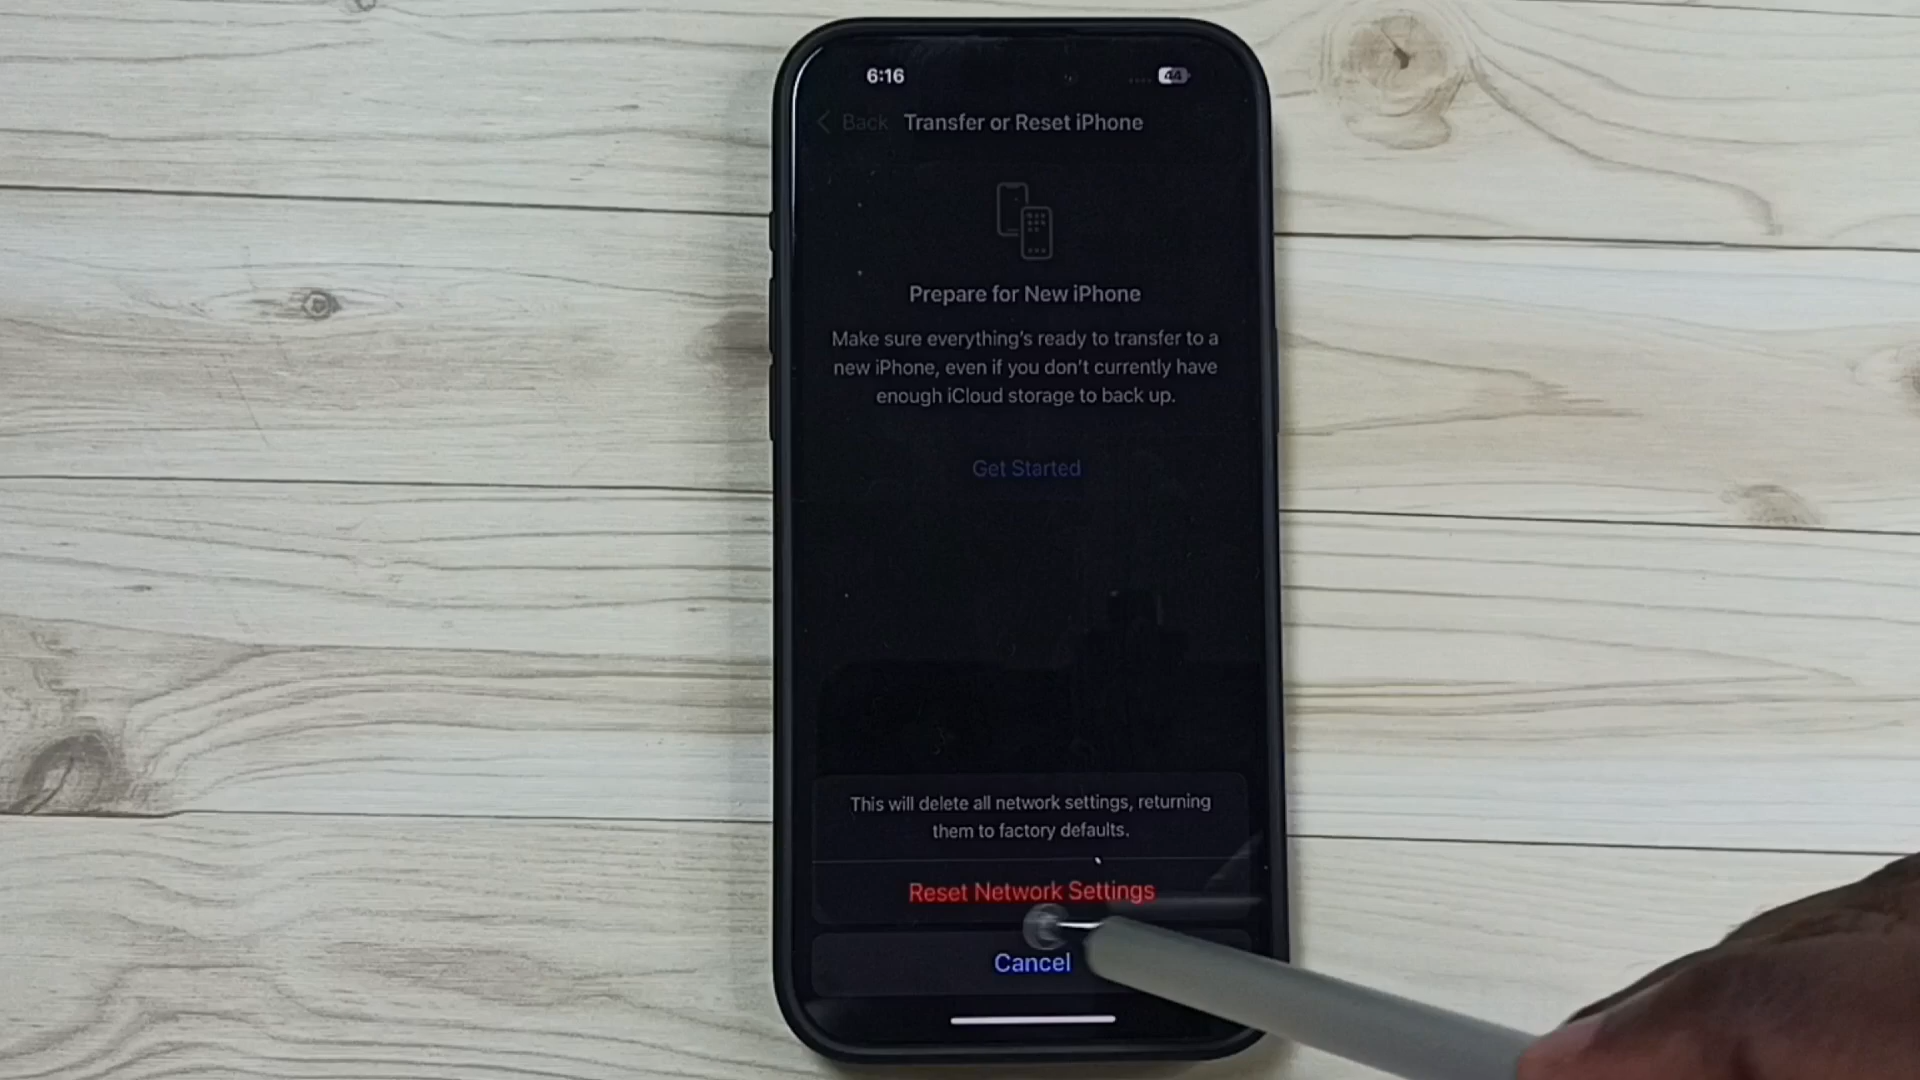 6:16
44
Back
Transfer or Reset iPhone
Prepare for New iPhone
Make sure everything's ready to transfer to a
new iPhone, even if you don't currently have
enough iCloud storage to back up.
Get Started
This will delete all network settings, returning
them to factory defaults.
Reset Network Settings
Cancel